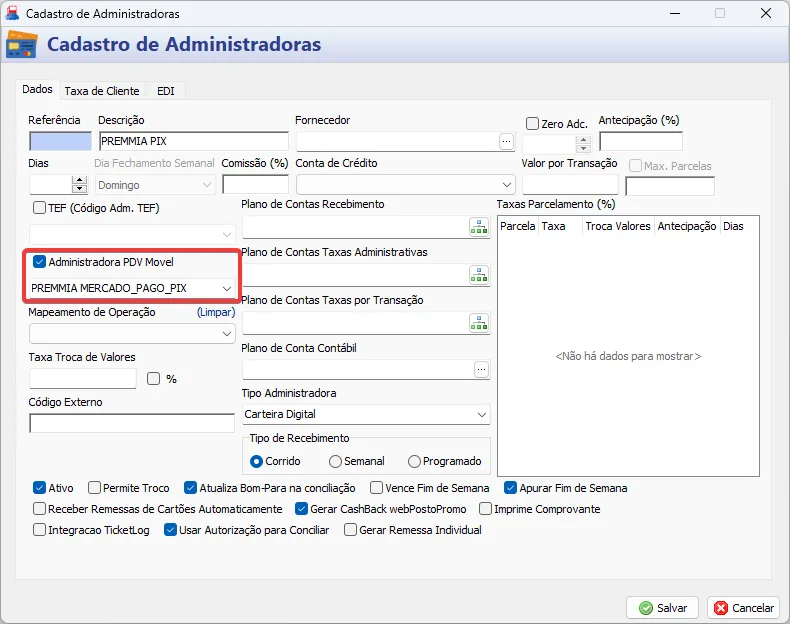 Cadastro de Administradoras
Cadastro de Administradoras
Dados
Taxa de Cliente
EDI
Referência
Descrição
PREMMIA PIX
Fornecedor
Zero Adc.
Antecipação (%)
Dias
Dia Fechamento Semanal
Domingo
Comissão (%)
Conta de Crédito
Valor por Transação
Max. Parcelas
TEF (Código Adm. TEF)
Administradora PDV Movel
PREMMIA MERCADO_PAGO_PIX
Mapeamento de Operação
(Limpar)
Taxa Troca de Valores
%
Código Externo
Plano de Contas Recebimento
Plano de Contas Taxas Administrativas
Plano de Contas Taxas por Transação
Plano de Conta Contábil
Tipo Administradora
Carteira Digital
Tipo de Recebimento
Corrido
Semanal
Programado
Taxas Parcelamento (%)
Parcela
Taxa
Troca Valores
Antecipação
Dias
<Não há dados para mostrar>
Ativo
Permite Troco
Atualiza Bom-Para na conciliação
Vence Fim de Semana
Apurar Fim de Semana
Receber Remessas de Cartões Automaticamente
Gerar CashBack webPostoPromo
Imprime Comprovante
Integracao TicketLog
Usar Autorização para Conciliar
Gerar Remessa Individual
Salvar
Cancelar